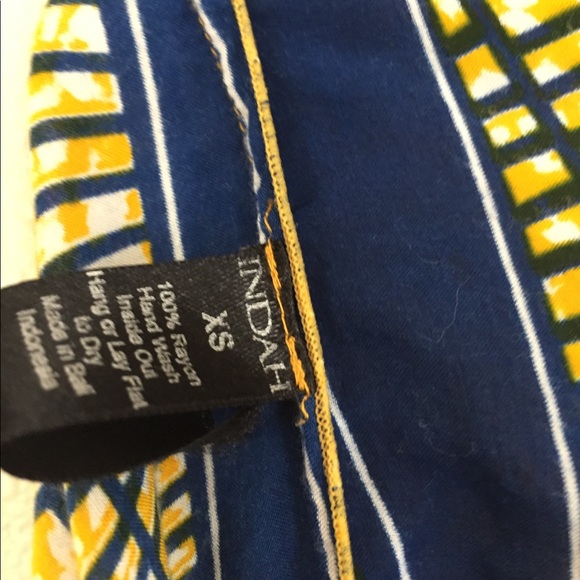 INDAH
XS
100% Rayon
Hand Wash
Inside Out
Hang or Lay Flat
to Dry
Made in Bali
Indonesia